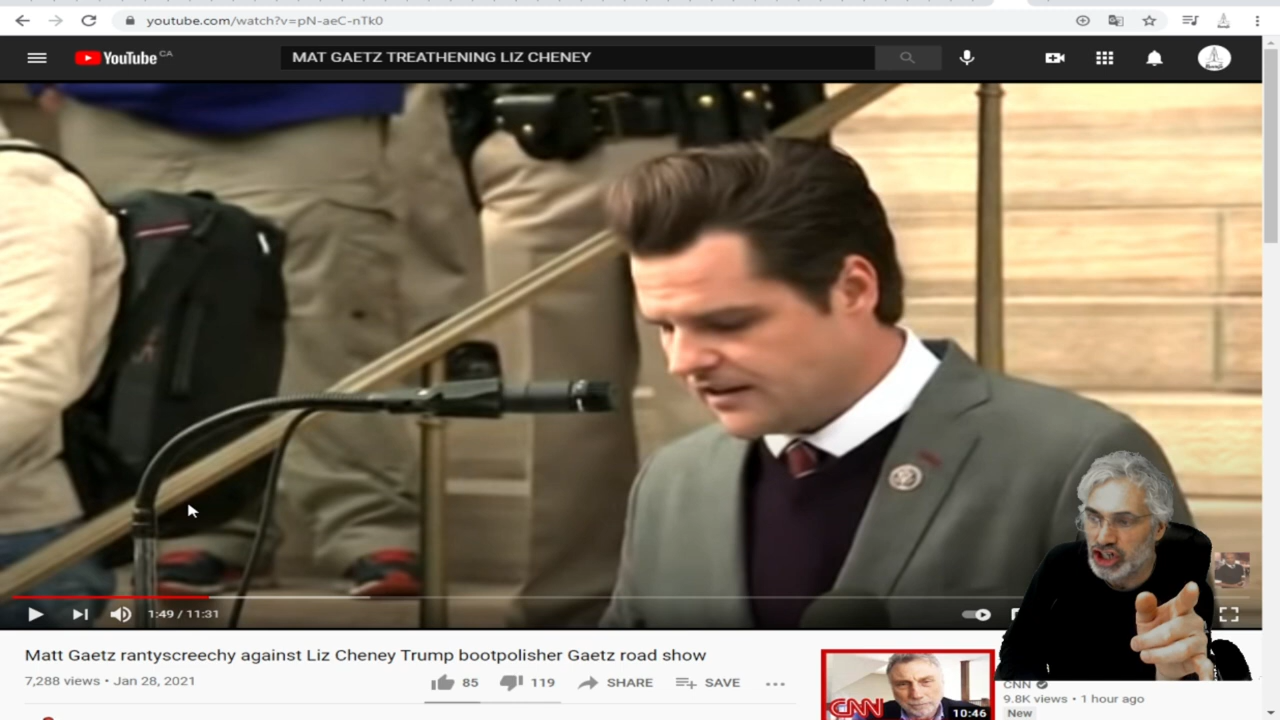 youtube.com/watch?v=pN-aeC-nTk0
YouTube CA
MAT GAETZ TREATHENING LIZ CHENEY
1:49 / 11:31
Matt Gaetz rantyscreechy against Liz Cheney Trump bootpolisher Gaetz road show
7,288 views • Jan 28, 2021
85
119
SHARE
SAVE
CNN
10:46
CNN
9.8K views • 1 hour ago
New